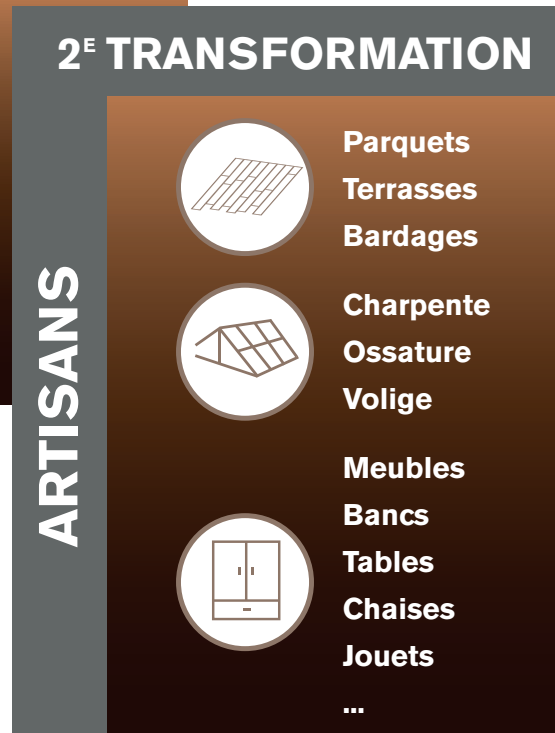 2E TRANSFORMATION
ARTISANS
Parquets
Terrasses
Bardages
Charpente
Ossature
Volige
Meubles
Bancs
Tables
Chaises
Jouets
...